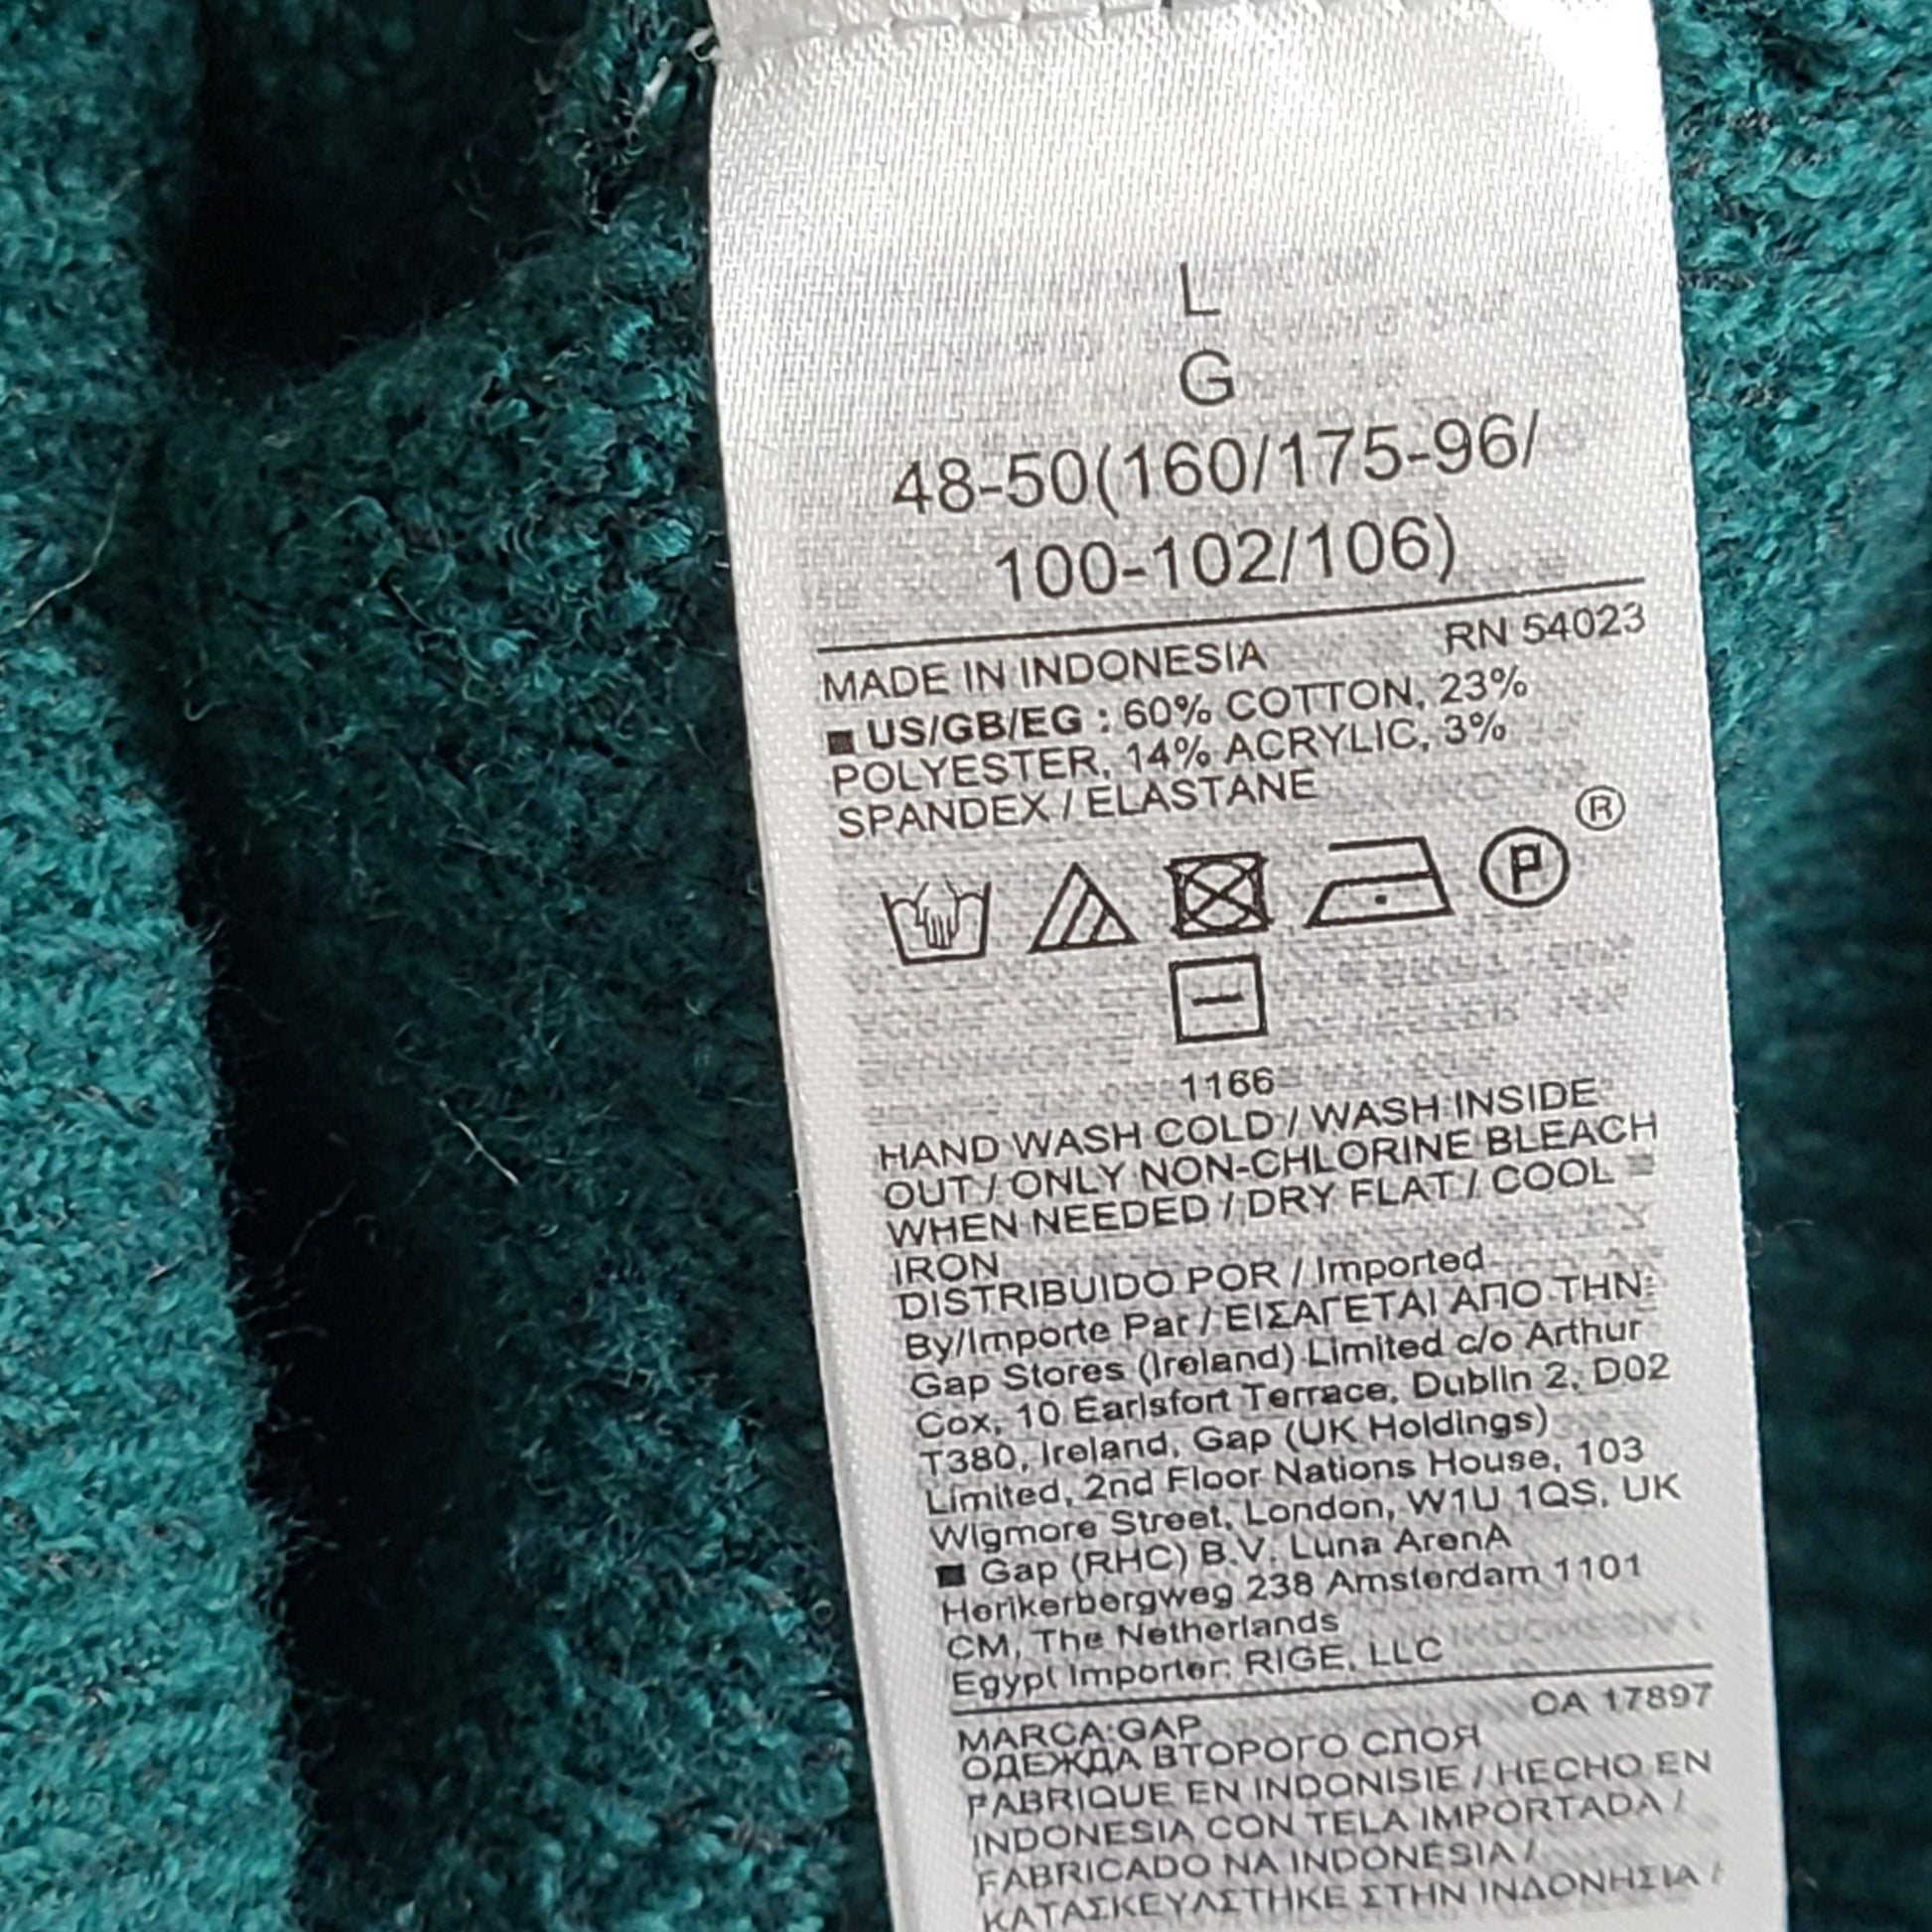 L
G
48-50(160/175-96/
100-102/106)
MADE IN INDONESIA RN 54023
■ US/GB/EG : 60% COTTON, 23%
POLYESTER, 14% ACRYLIC, 3%
SPANDEX / ELASTANE
®
P
1166
HAND WASH COLD / WASH INSIDE
OUT / ONLY NON-CHLORINE BLEACH
WHEN NEEDED / DRY FLAT / COOL
IRON
DISTRIBUIDO POR / Imported
By/Importe Par / ΕΙΣΑΓΕΤΑΙ ΑΠΟ ΤΗΝ:
Gap Stores (Ireland) Limited c/o Arthur
Cox, 10 Earlsfort Terrace, Dublin 2, D02
T380, Ireland, Gap (UK Holdings)
Limited, 2nd Floor Nations House, 103
Wigmore Street, London, W1U 1QS, UK
■ Gap (RHC) B.V. Luna ArenA
Herikerbergweg 238 Amsterdam 1101
CM, The Netherlands
Egypt Importer: RIGE, LLC
MARCA:GAP CA 17897
ОДЕЖДА ВТОРОГО СЛОЯ
FABRIQUE EN INDONISIE / HECHO EN
INDONESIA CON TELA IMPORTADA /
FABRICADO NA INDONÉSIA /
ΚΑΤΑΣΚΕΥΑΣΤΗΚΕ ΣΤΗΝ ΙΝΔΟΝΗΣΙΑ /